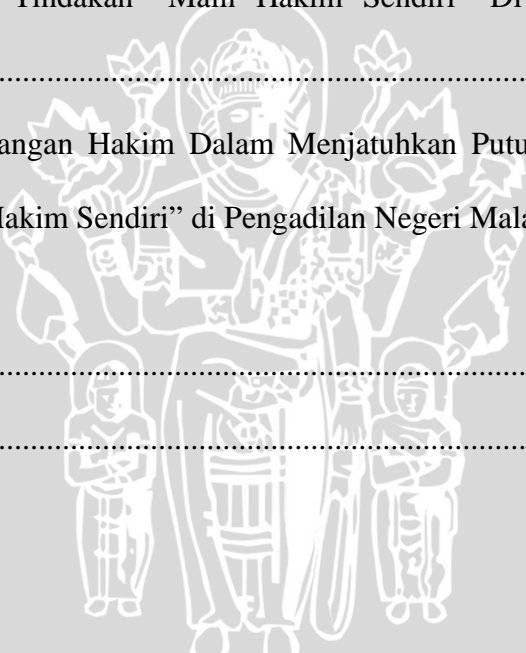 Tindakan "Main Hakim Sendiri" Di
................................................................
angan Hakim Dalam Menjatuhkan Putu
Hakim Sendiri” di Pengadilan Negeri Mala
................................................................
................................................................